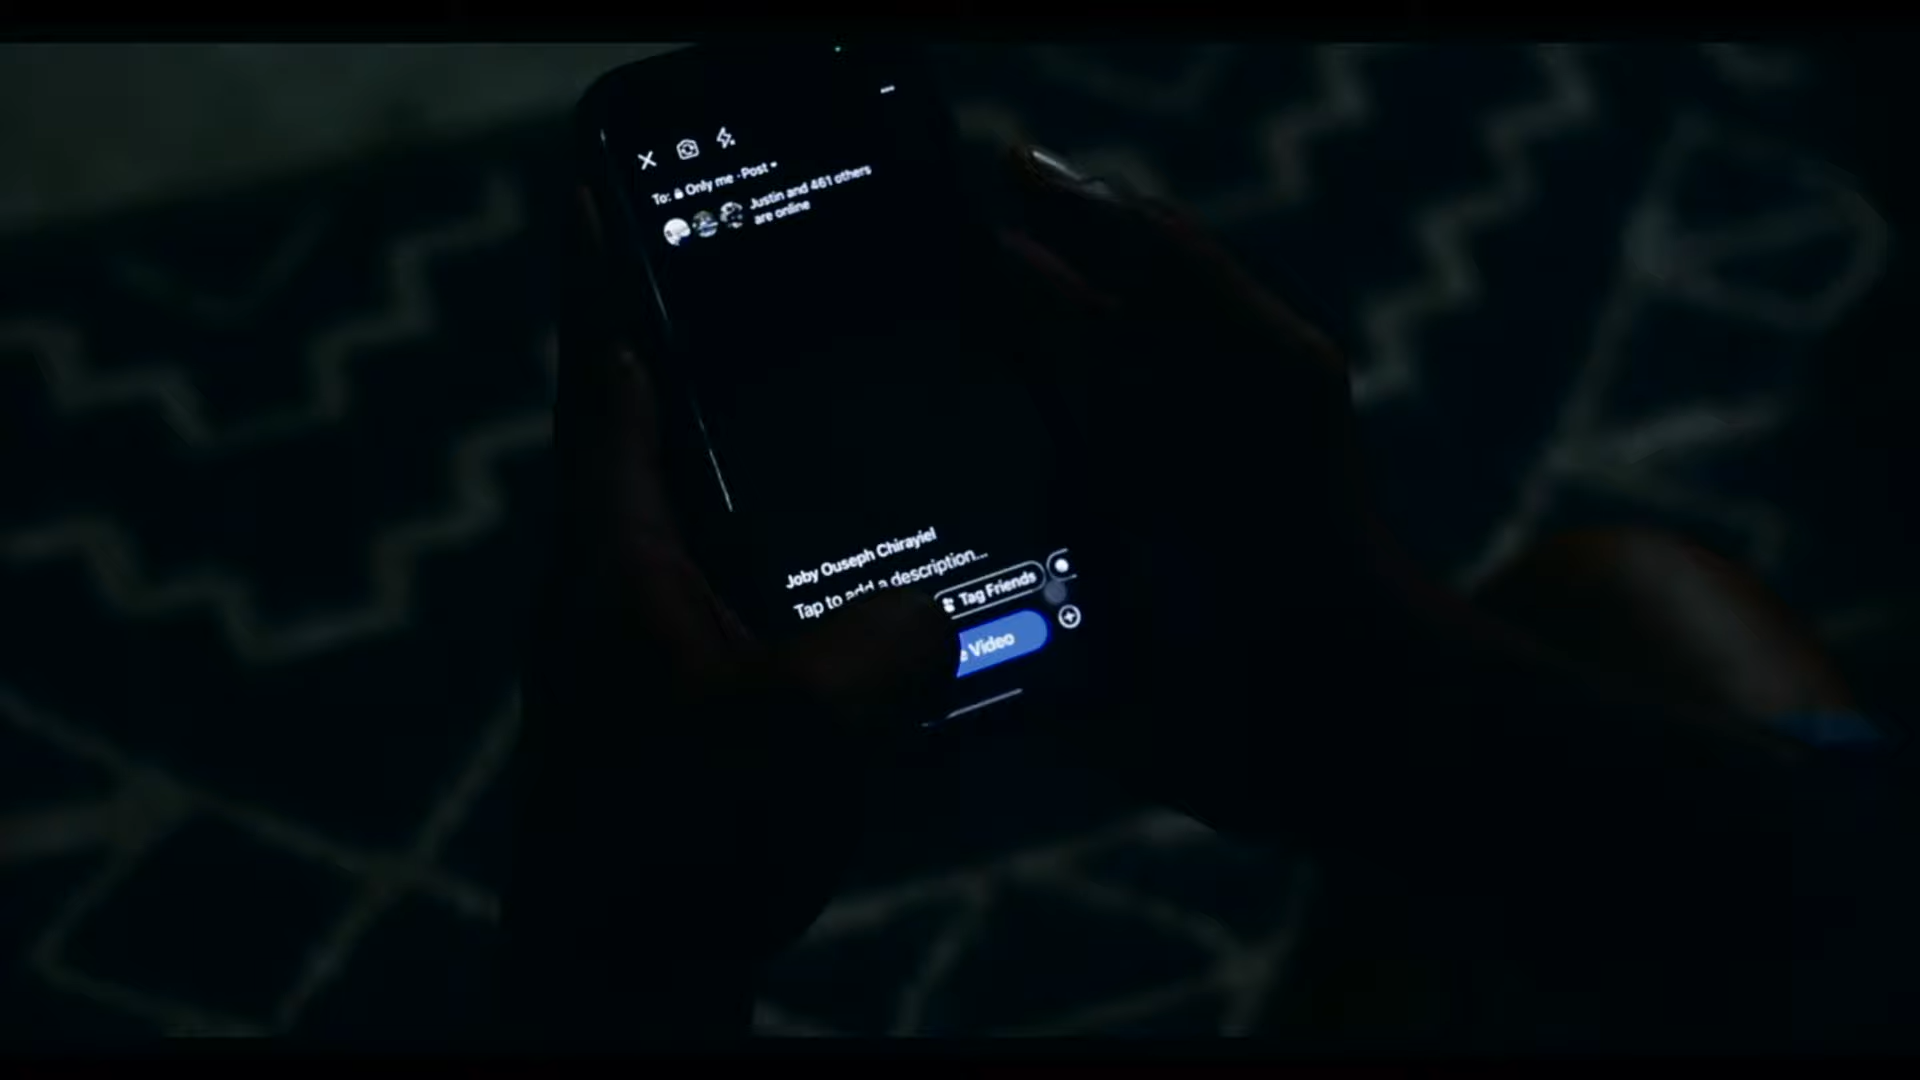 To: Only me · Post
Justin and 461 others
are online
Joby Ouseph Chirayiel
Tap to add a description...
Tag Friends
Video